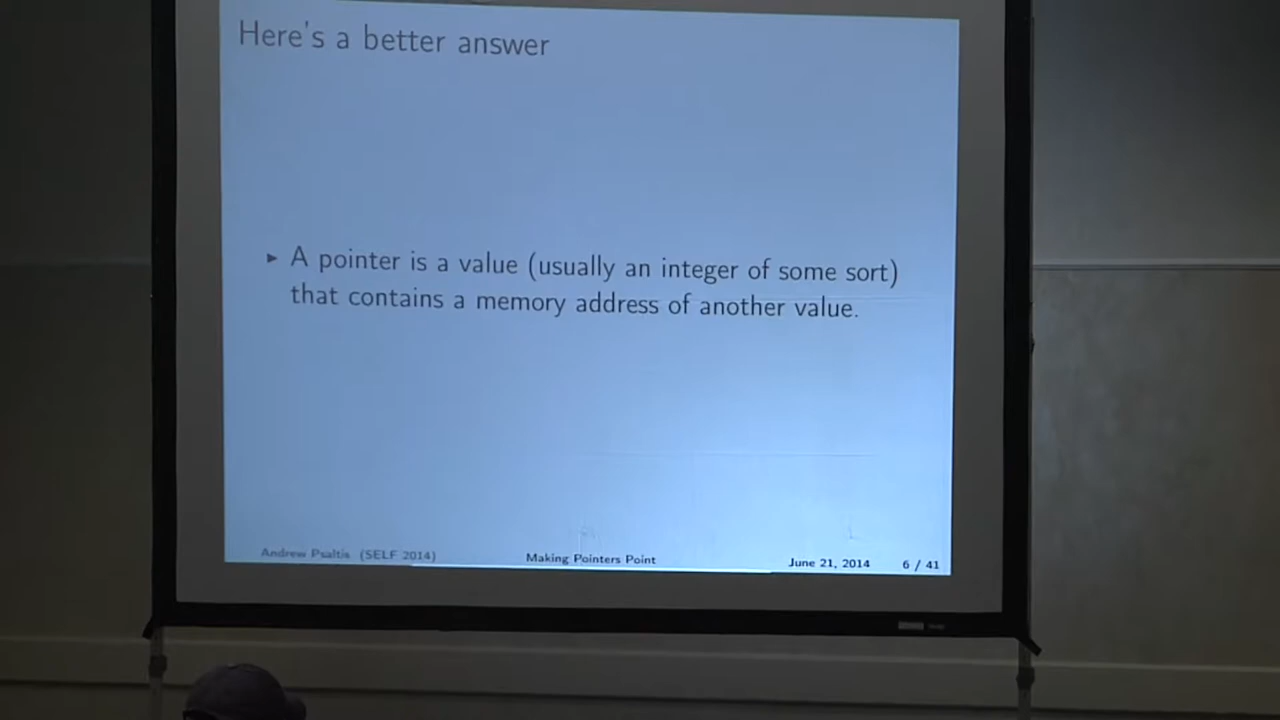 Here's a better answer
▸ A pointer is a value (usually an integer of some sort)
that contains a memory address of another value.
Andrew Psaltis (SELF 2014) Making Pointers Point June 21, 2014 6 / 41